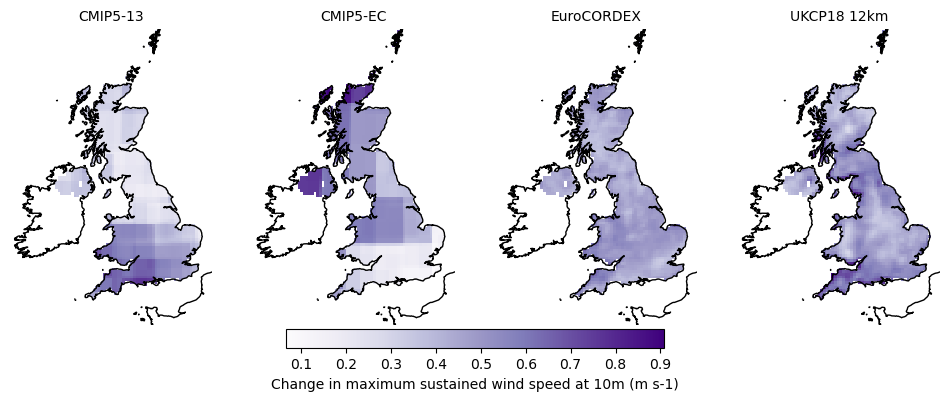 CMIP5-13 CMIP5-EC EuroCORDEX UKCP18 12km
0.1 0.2 0.3 0.4 0.5 0.6 0.7 0.8 0.9
Change in maximum sustained wind speed at 10m (m s-1)